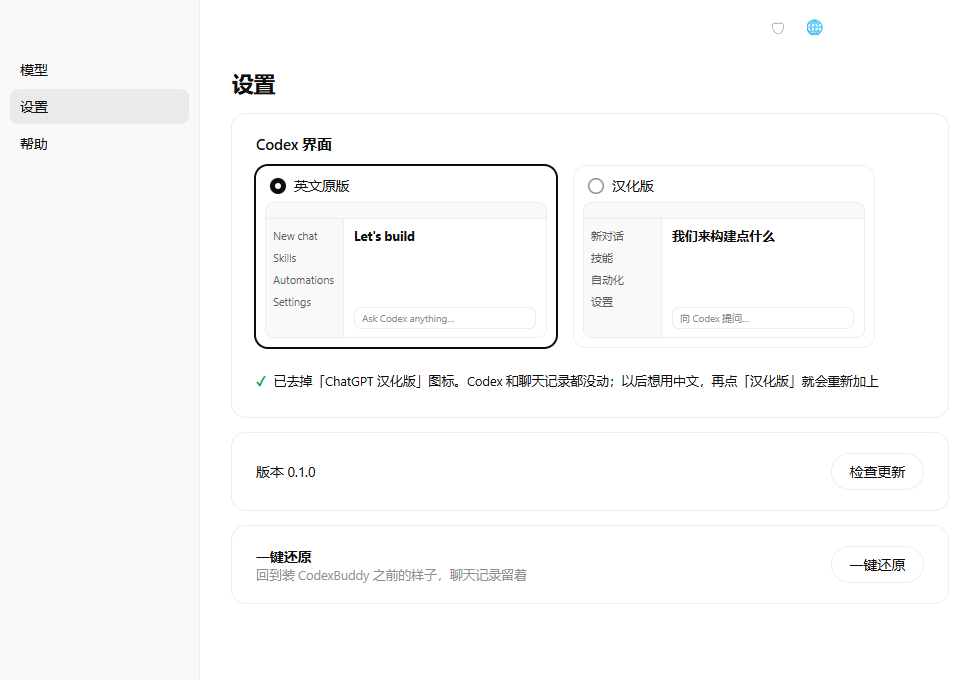 模型
设置
帮助
设置
Codex 界面
英文原版
New chat
Skills
Automations
Settings
Let's build
Ask Codex anything...
汉化版
新对话
技能
自动化
设置
我们来构建点什么
向 Codex 提问...
✓ 已去掉「ChatGPT 汉化版」图标。Codex 和聊天记录都没动；以后想用中文，再点「汉化版」就会重新加上
版本 0.1.0
检查更新
一键还原
回到装 CodexBuddy 之前的样子，聊天记录留着
一键还原